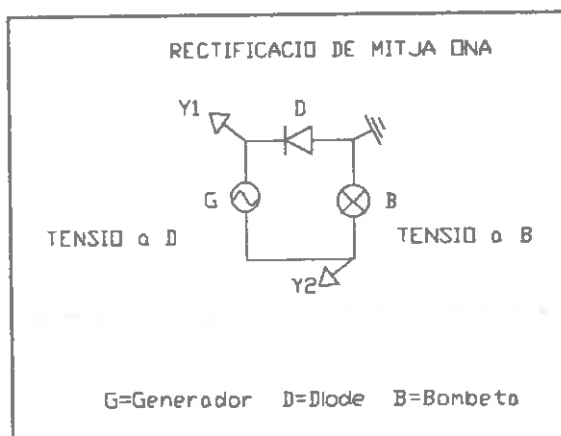 RECTIFICACIO DE MITJA ONA
Y1
D
G
B
TENSIO a D
TENSIO a B
Y2
G=Generador D=Diode B=Bombeta